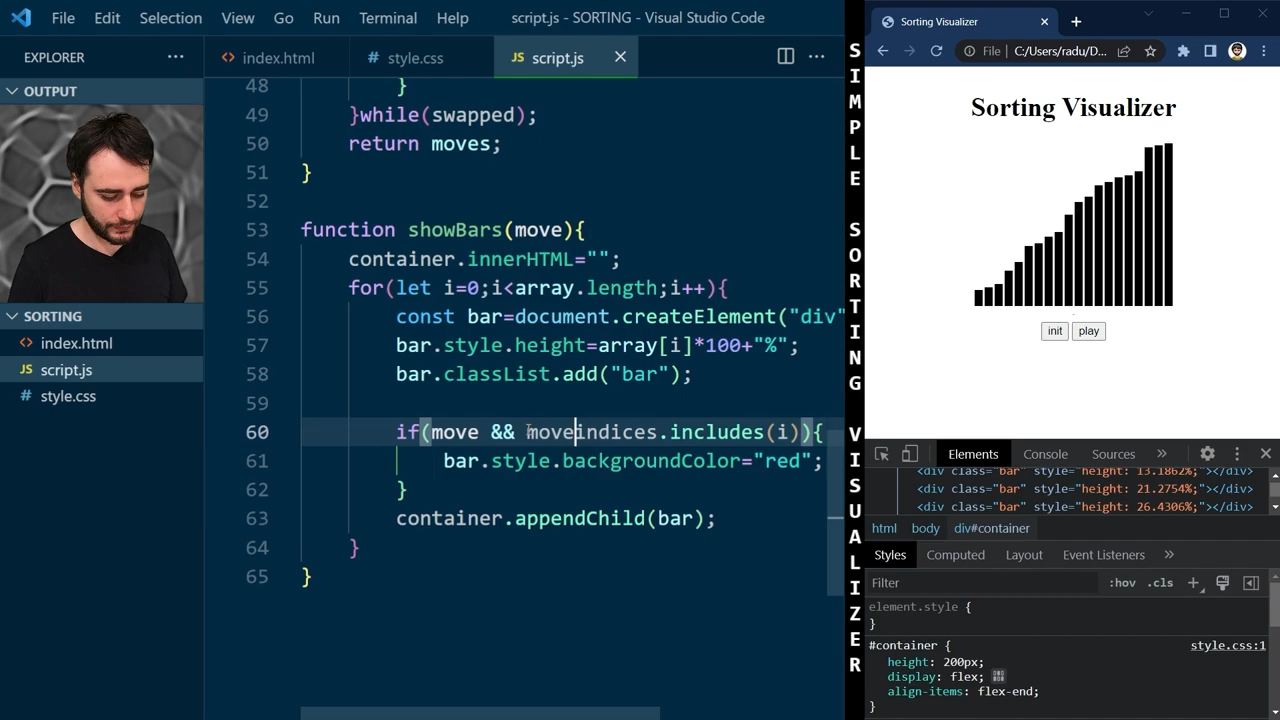 File Edit Selection View Go Run Terminal Help script.js - SORTING - Visual Studio Code
EXPLORER
index.html
style.css
JS script.js
OUTPUT
SORTING
index.html
JS script.js
style.css
48 }
49 }while(swapped);
50 return moves;
51 }
52
53 function showBars(move){
54 container.innerHTML="";
55 for(let i=0;i<array.length;i++){
56 const bar=document.createElement("div"
57 bar.style.height=array[i]*100+"%";
58 bar.classList.add("bar");
59
60 if(move && moveindices.includes(i)){
61 bar.style.backgroundColor="red";
62 }
63 container.appendChild(bar);
64 }
65 }
SIMPLE SORTING VISUALIZER
Sorting Visualizer
File C:/Users/radu/D...
Sorting Visualizer
init play
Elements Console Sources
<div class="bar" style="height: 13.1862%;"></div>
<div class="bar" style="height: 21.2754%;"></div>
<div class="bar" style="height: 26.4306%;"></div>
html body div#container
Styles Computed Layout Event Listeners
Filter :hov .cls
element.style {
}
#container { style.css:1
height: 200px;
display: flex;
align-items: flex-end;
}